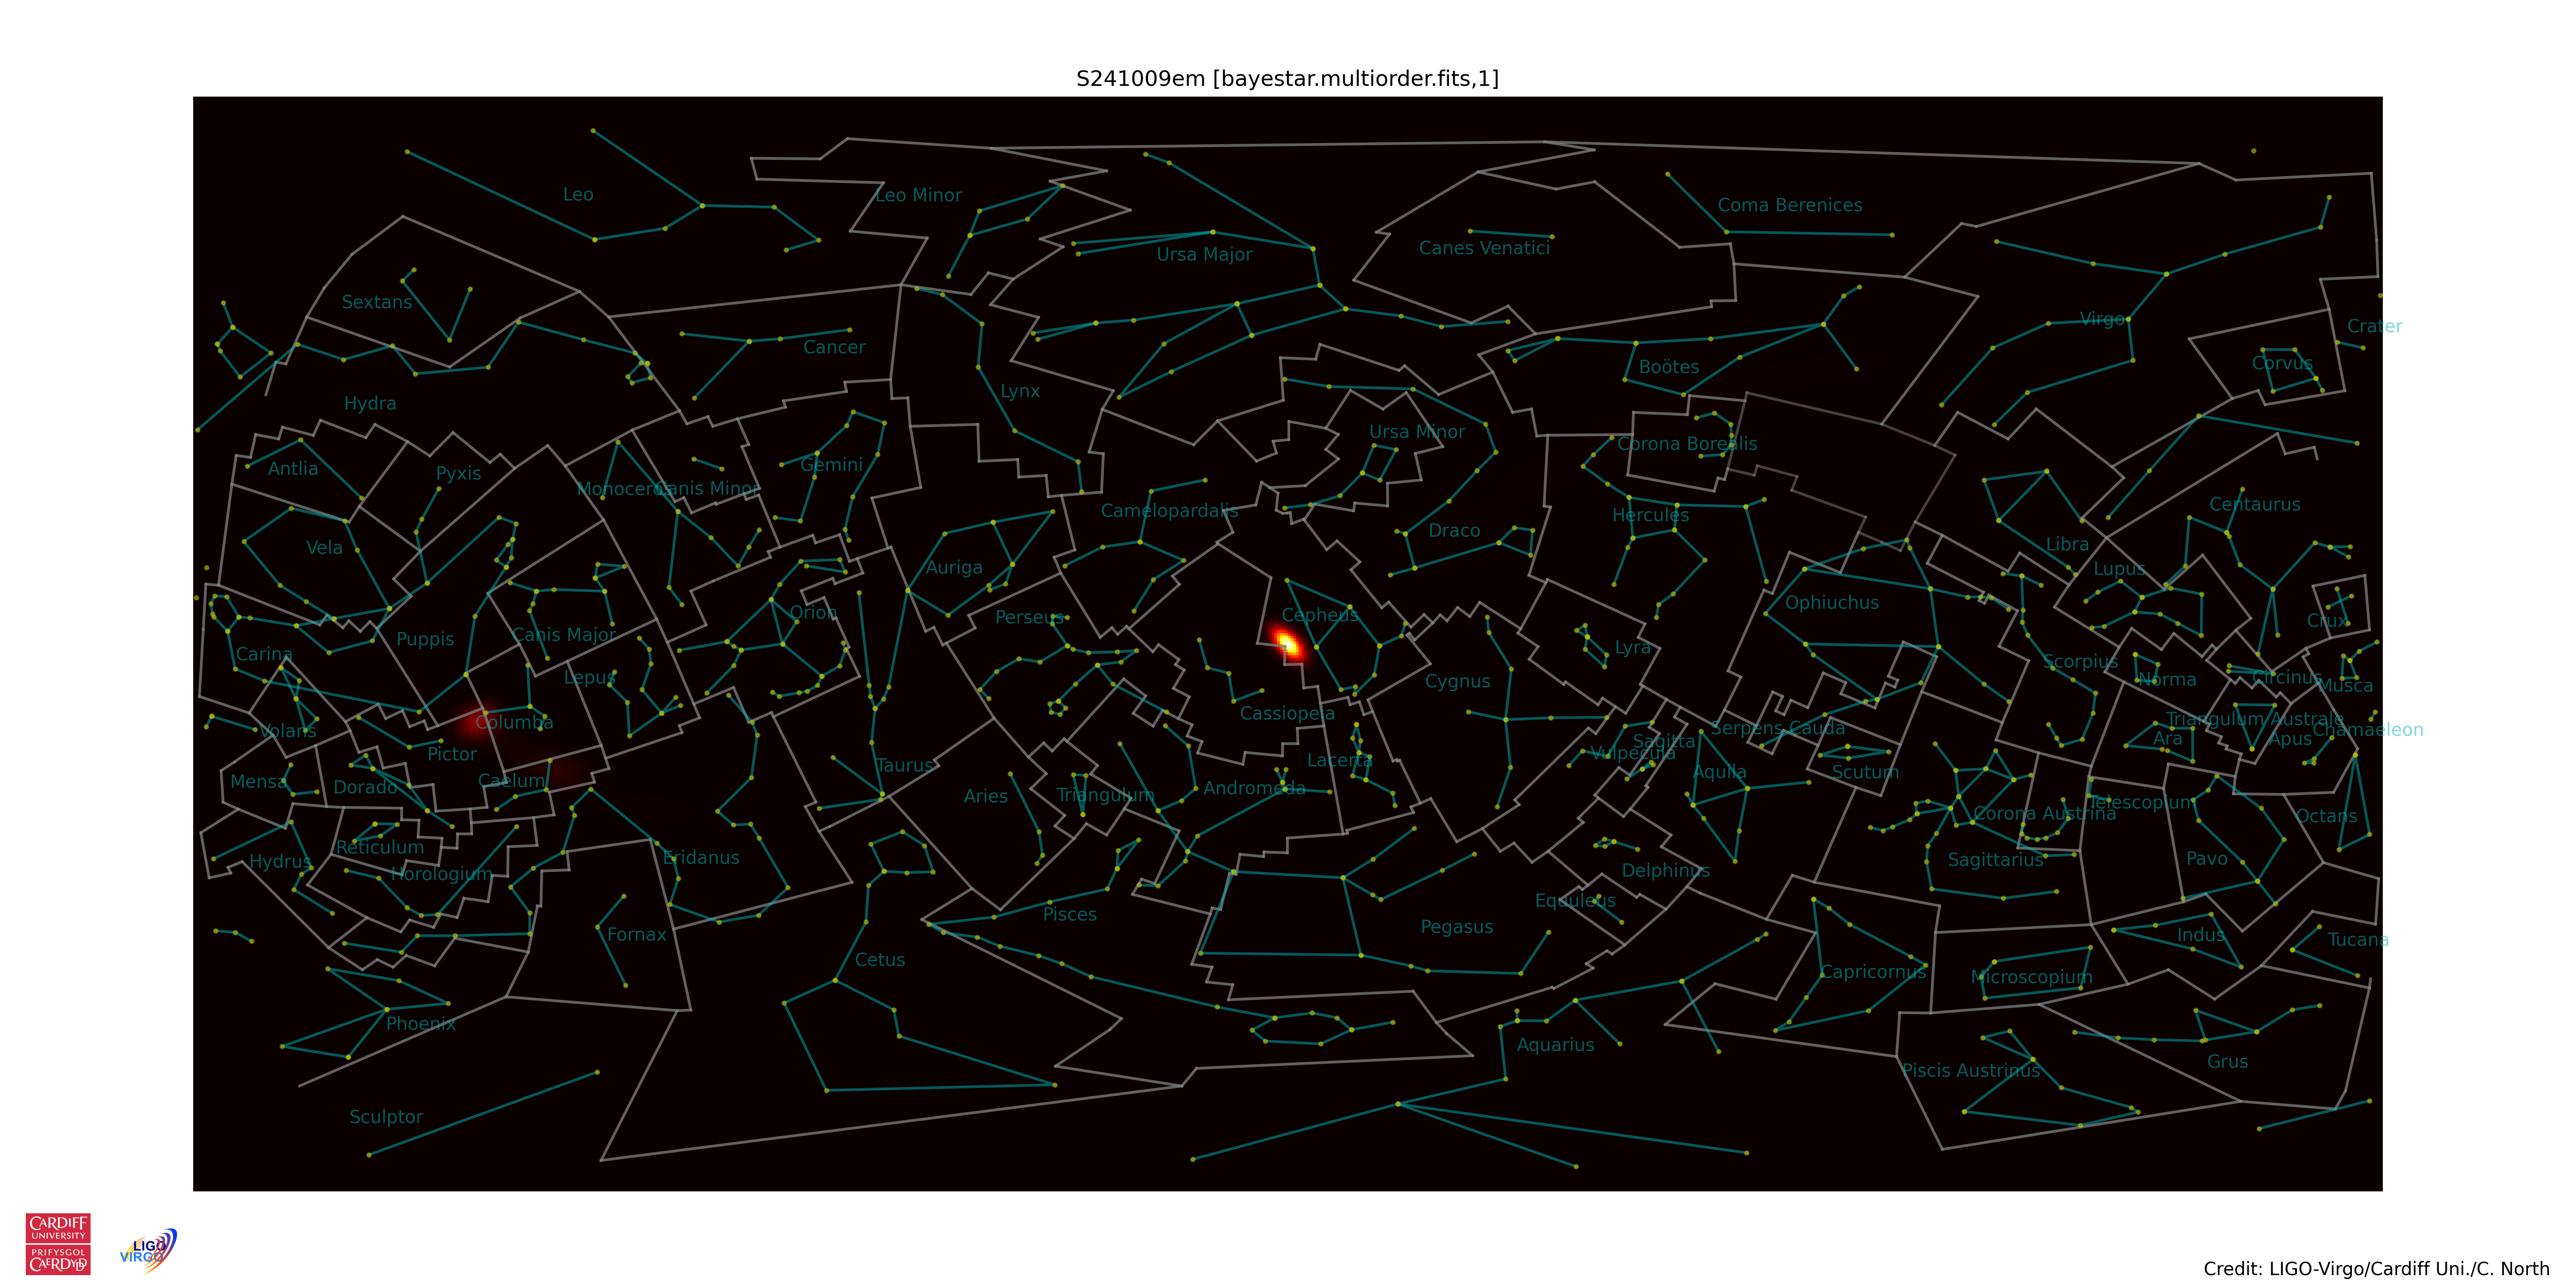 S241009em [bayestar.multiorder.fits,1]
Leo
Leo Minor
Coma Berenices
Ursa Major
Canes Venatici
Sextans
Virgo
Crater
Cancer
Boötes
Corvus
Lynx
Hydra
Ursa Minor
Corona Borealis
Antlia
Pyxis
Gemini
Monoceros
Canis Minor
Camelopardalis
Hercules
Centaurus
Draco
Vela
Libra
Auriga
Lupus
Ophiuchus
Orion
Perseus
Cepheus
Crux
Puppis
Canis Major
Carina
Lyra
Scorpius
Lepus
Cygnus
Norma
Circinus
Musca
Cassiopeia
Columba
Volans
Serpens Cauda
Triangulum Australe
Chamaeleon
Pictor
Sagitta
Vulpecula
Ara
Apus
Lacerta
Taurus
Mensa
Dorado
Caelum
Aquila
Scutum
Aries
Triangulum
Andromeda
Telescopium
Corona Austrina
Octans
Reticulum
Hydrus
Eridanus
Sagittarius
Pavo
Horologium
Delphinus
Equuleus
Pisces
Pegasus
Fornax
Indus
Tucana
Cetus
Capricornus
Microscopium
Phoenix
Aquarius
Piscis Austrinus
Grus
Sculptor
CARDIFF
UNIVERSITY
PRIFYSGOL
CAERDYDD
LIGO
VIRGO
Credit: LIGO-Virgo/Cardiff Uni./C. North